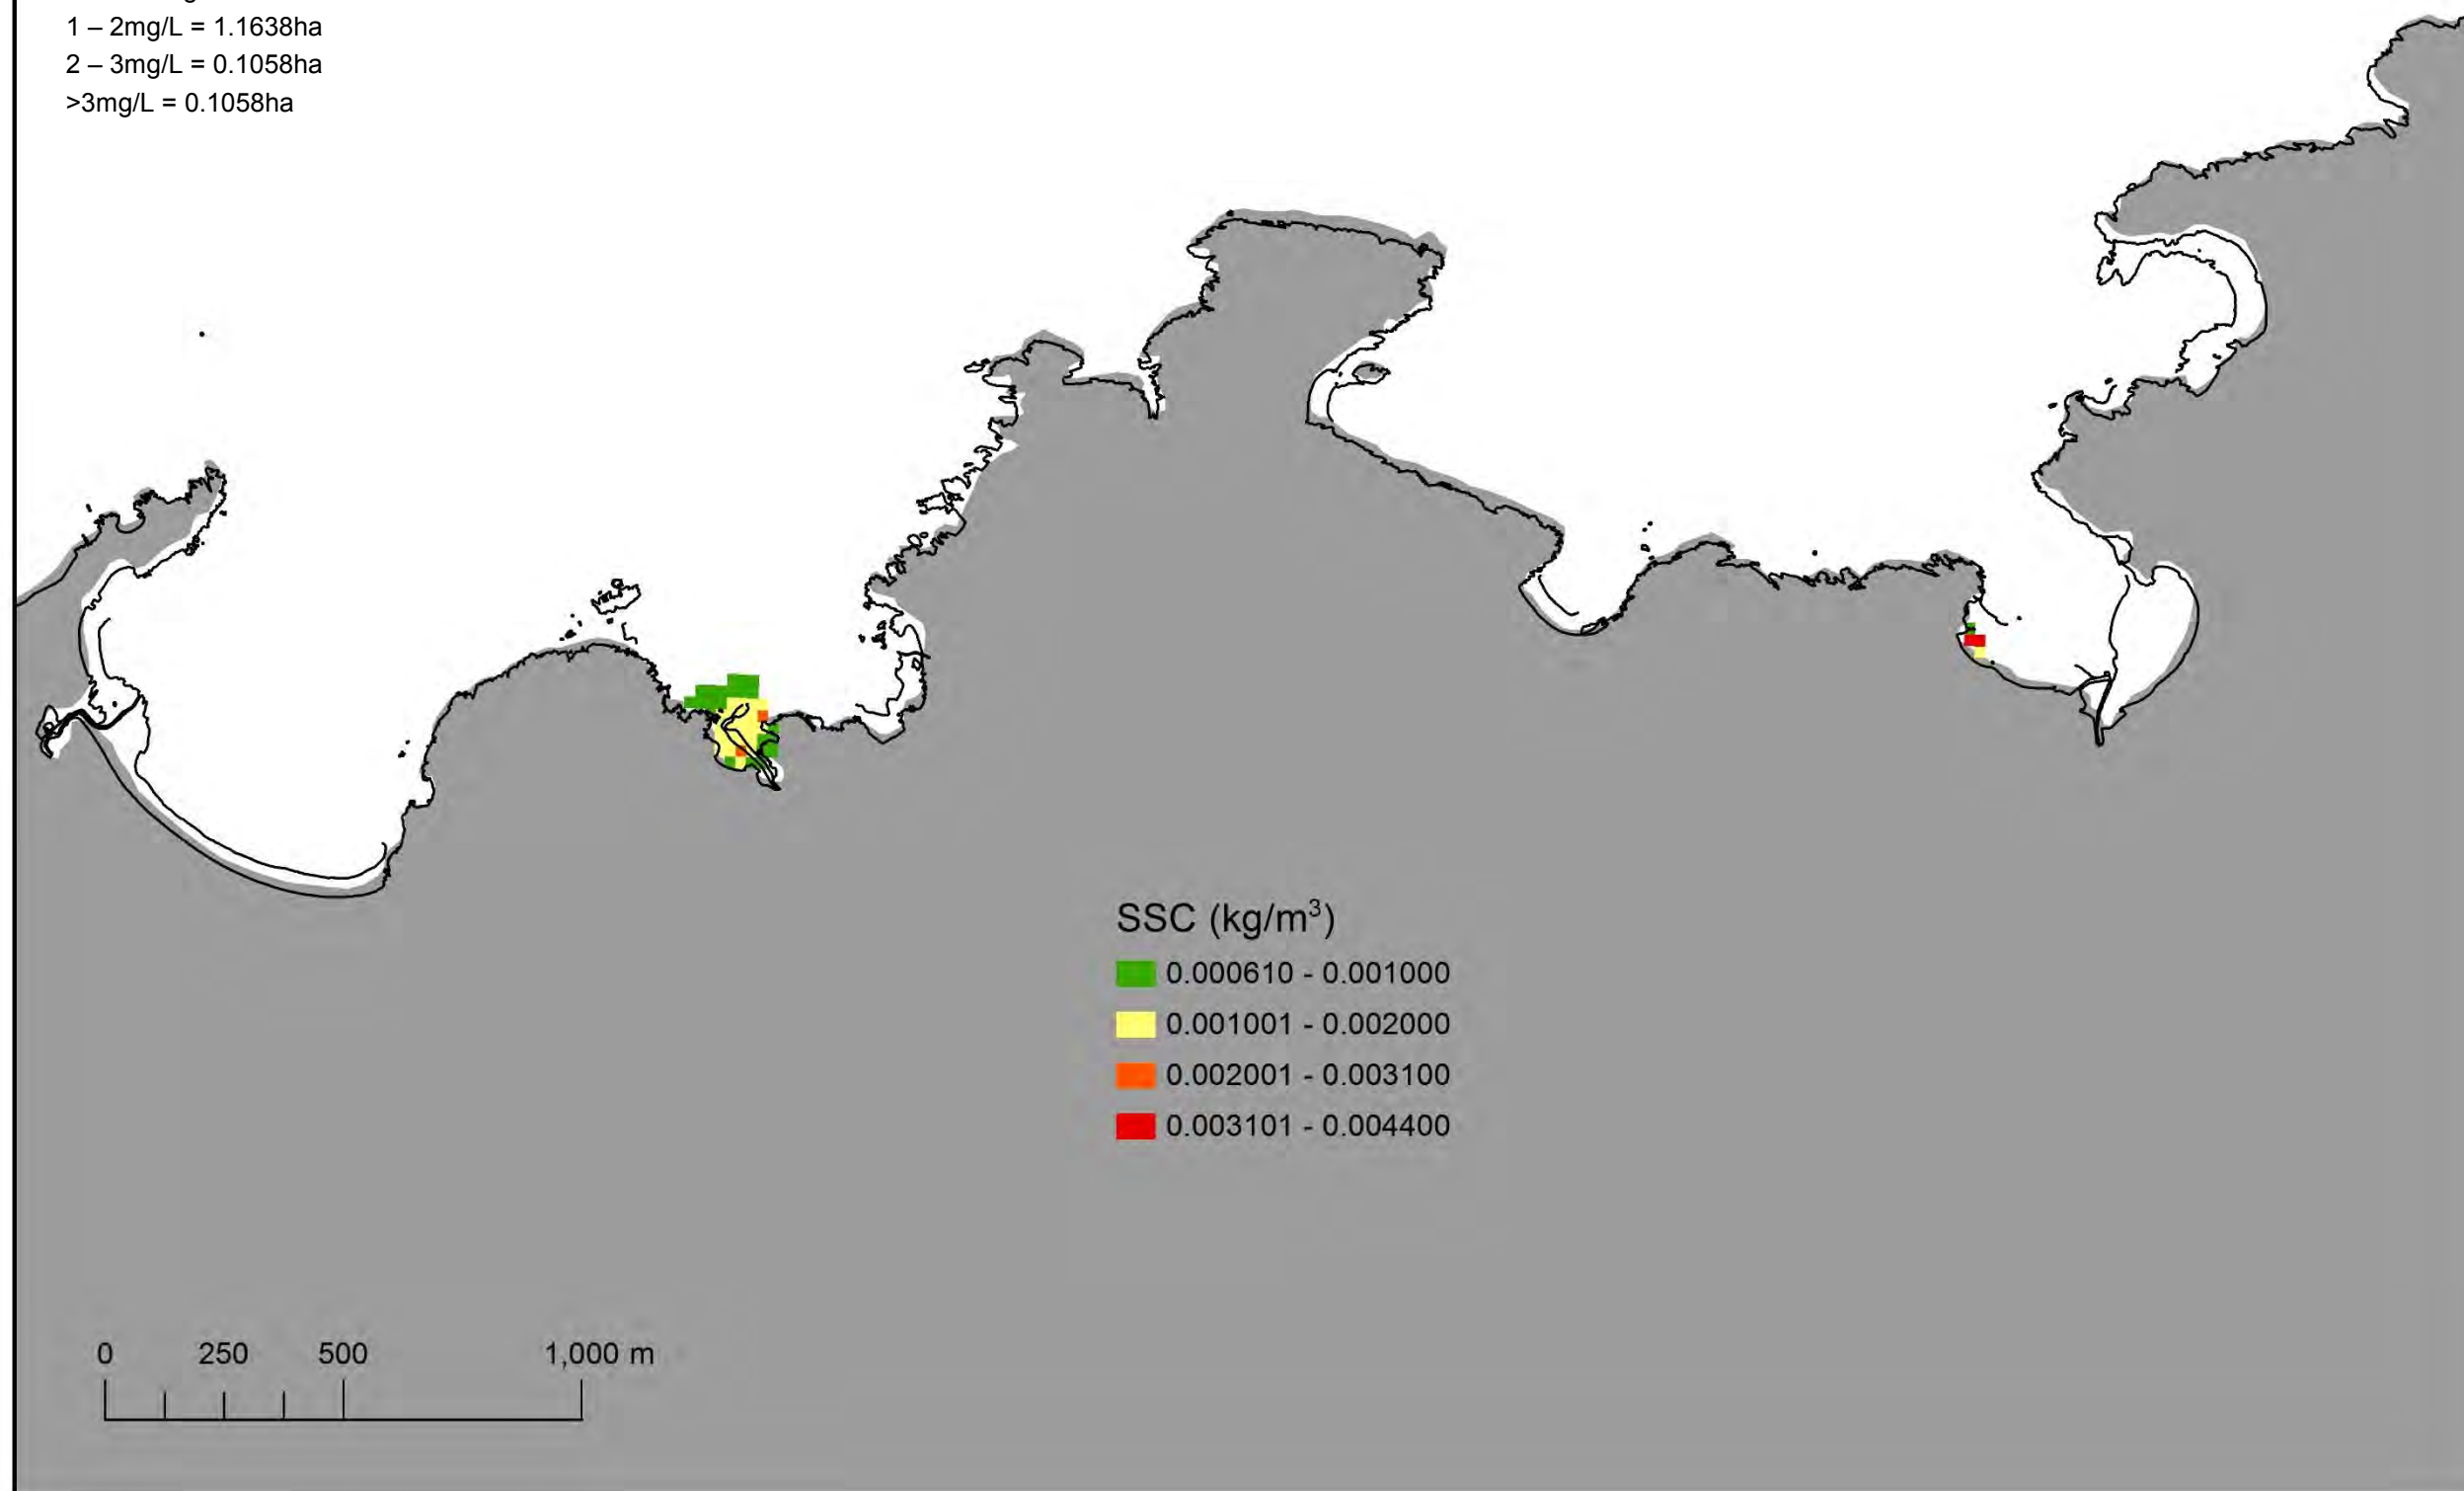 1 – 2mg/L = 1.1638ha
2 – 3mg/L = 0.1058ha
>3mg/L = 0.1058ha
SSC (kg/m³)
0.000610 - 0.001000
0.001001 - 0.002000
0.002001 - 0.003100
0.003101 - 0.004400
0 250 500 1,000 m